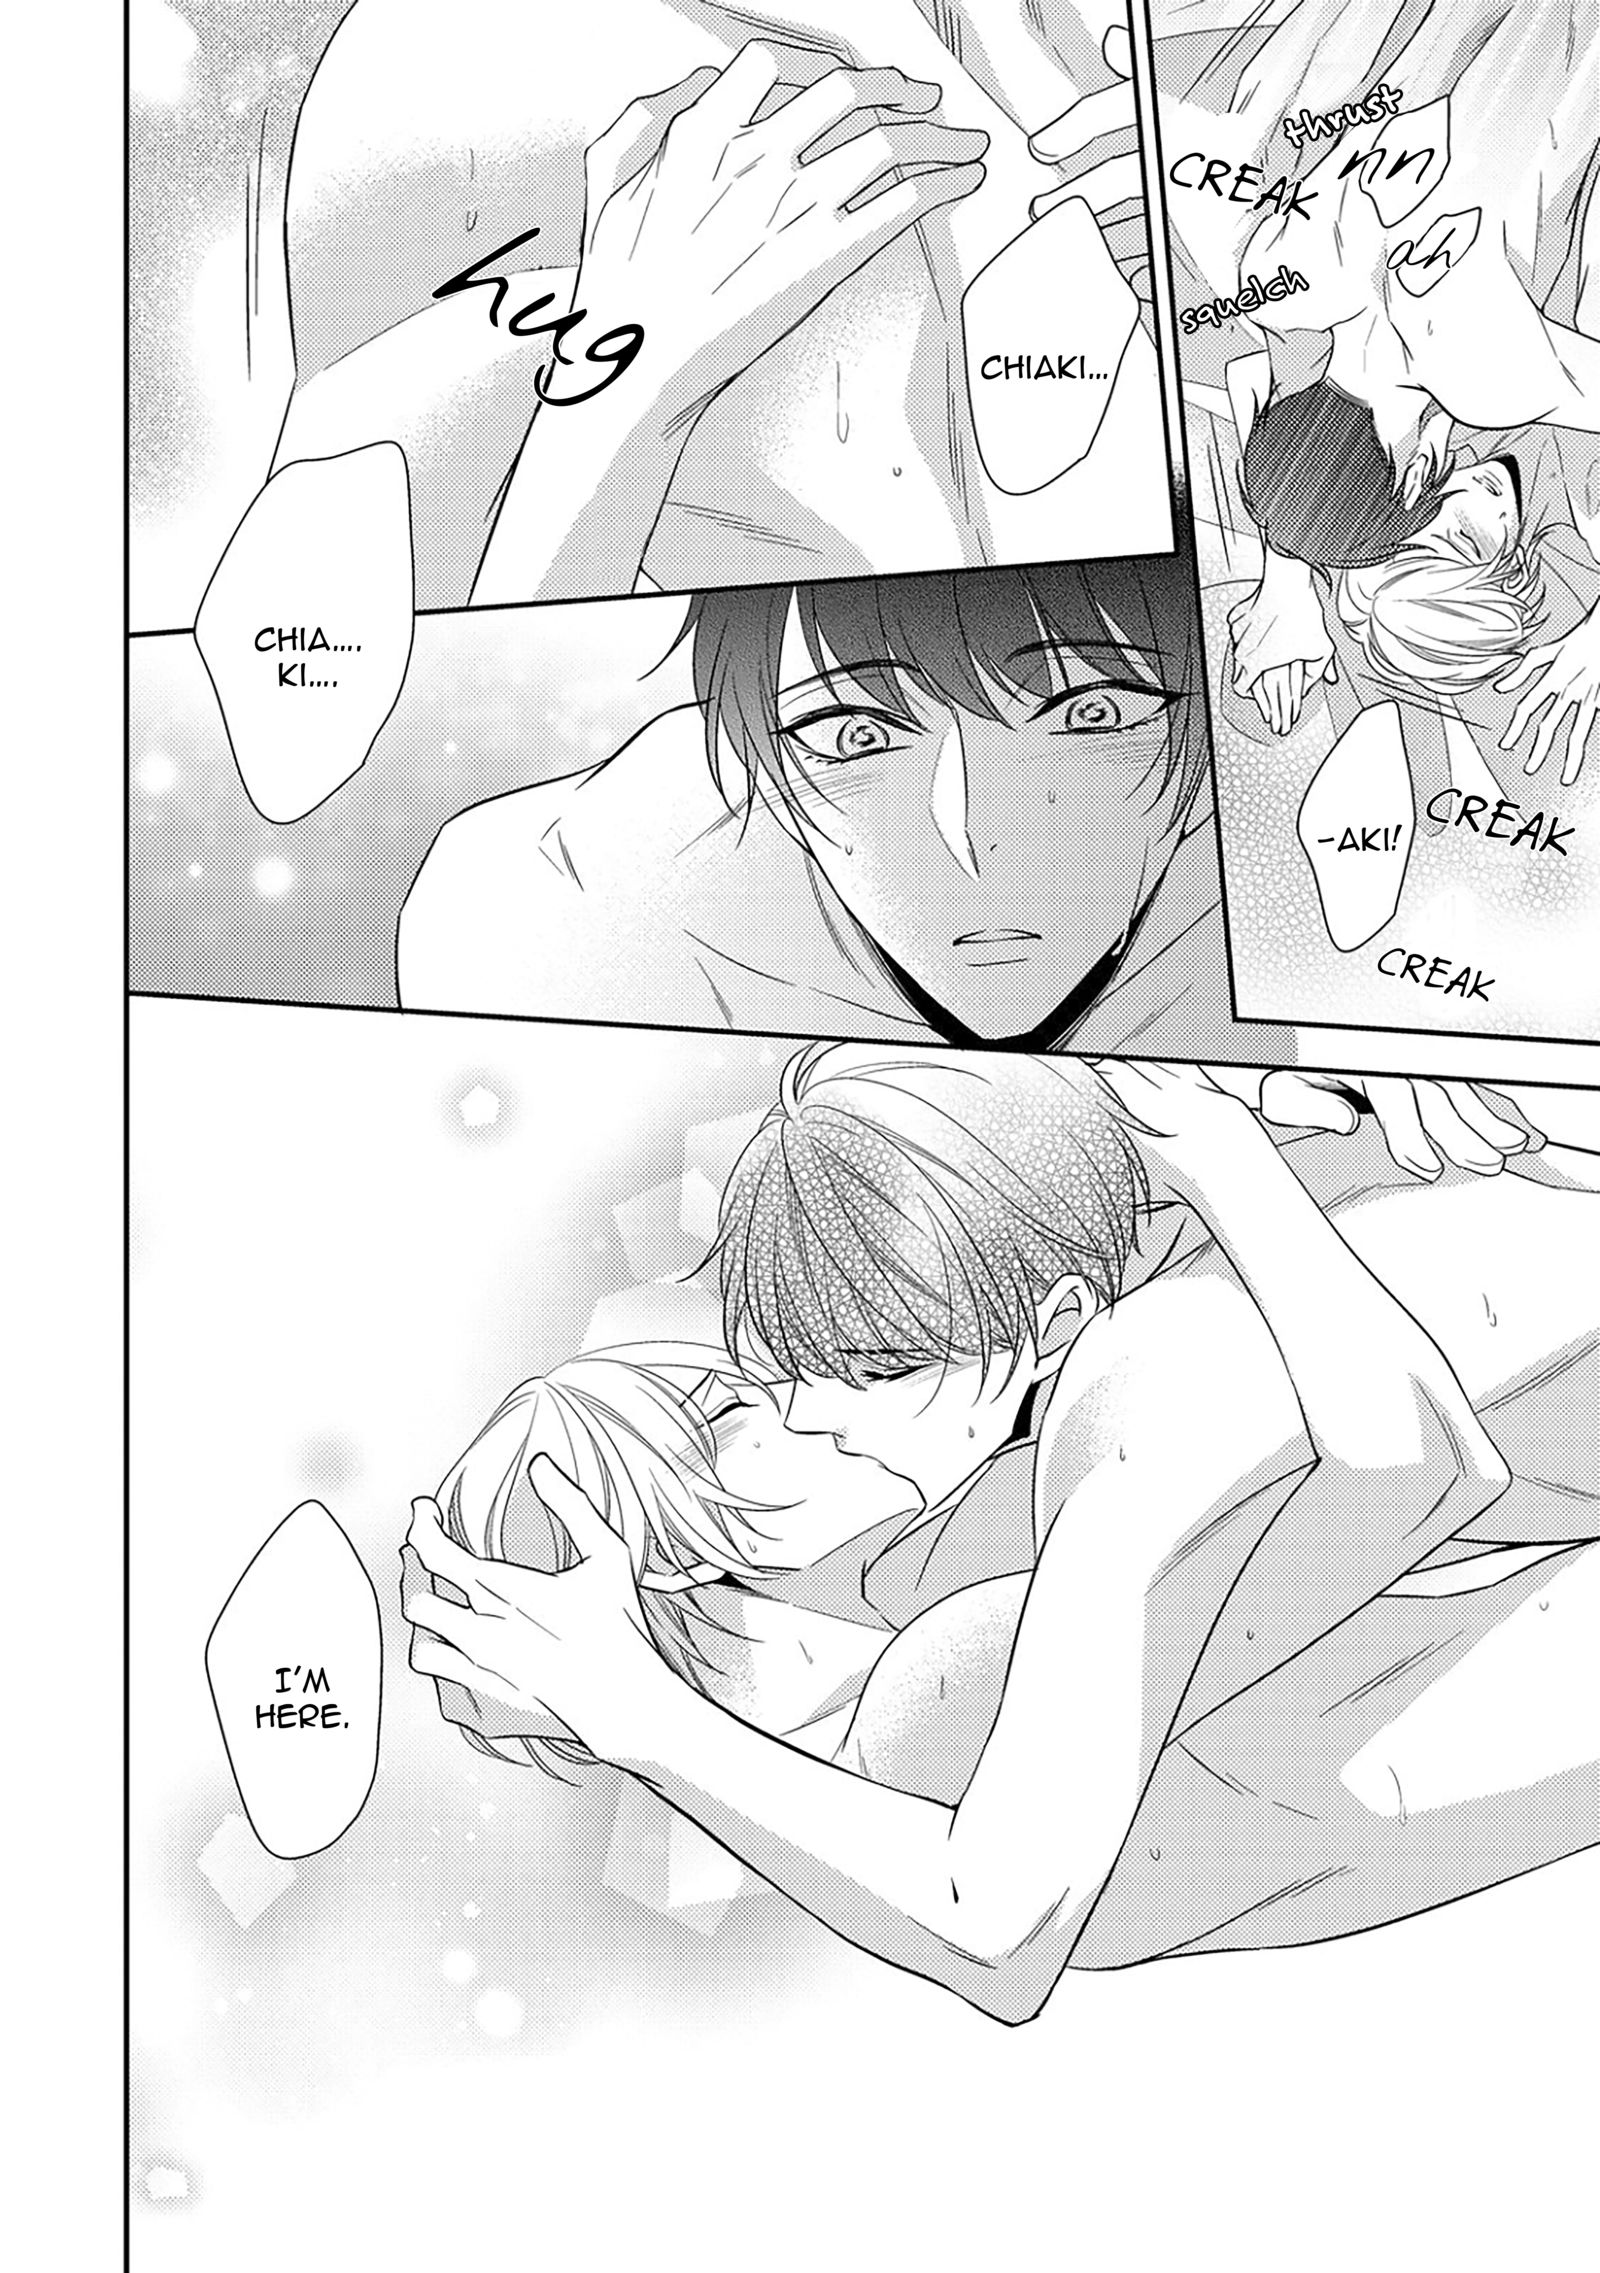 thrust
nn
CREAK
ah
squelch
-AKI!
CREAK
CREAK
CHIAKI...
hug
CHIA....
KI....
I'M
HERE.